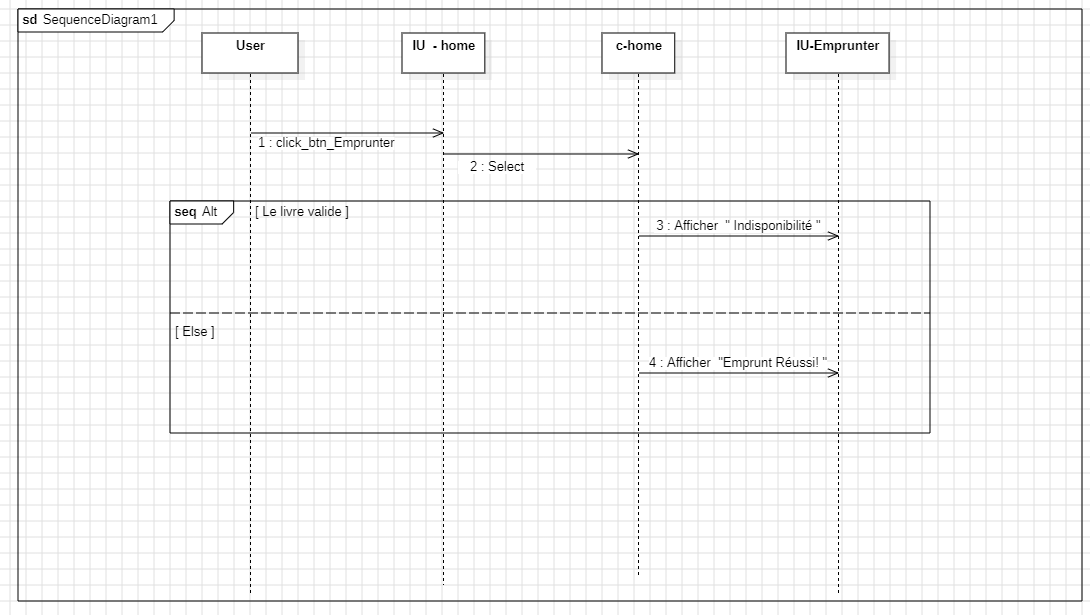 sd SequenceDiagram1
User
IU - home
c-home
IU-Emprunter
1 : click_btn_Emprunter
2 : Select
seq Alt
[ Le livre valide ]
3 : Afficher " Indisponibilité "
[ Else ]
4 : Afficher "Emprunt Réussi! "